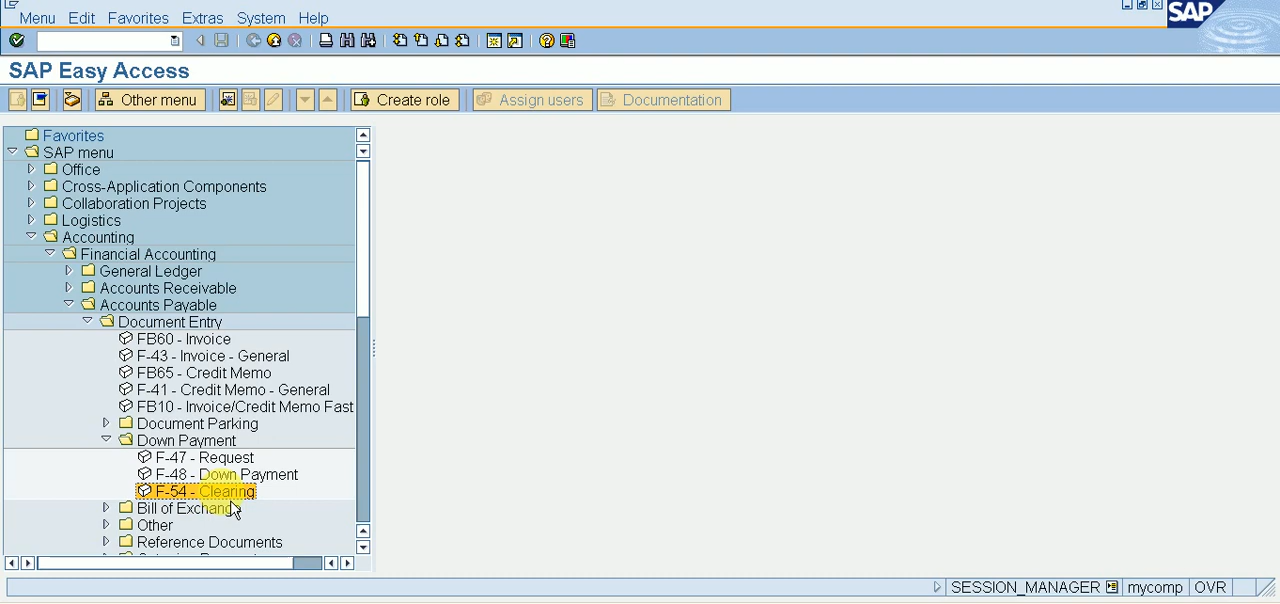 Menu Edit Favorites Extras System Help
SAP
SAP Easy Access
Other menu Create role Assign users Documentation
Favorites
SAP menu
Office
Cross-Application Components
Collaboration Projects
Logistics
Accounting
Financial Accounting
General Ledger
Accounts Receivable
Accounts Payable
Document Entry
FB60 - Invoice
F-43 - Invoice - General
FB65 - Credit Memo
F-41 - Credit Memo - General
FB10 - Invoice/Credit Memo Fast
Document Parking
Down Payment
F-47 - Request
F-48 - Down Payment
F-54 - Clearing
Bill of Exchange
Other
Reference Documents
SESSION_MANAGER mycomp OVR